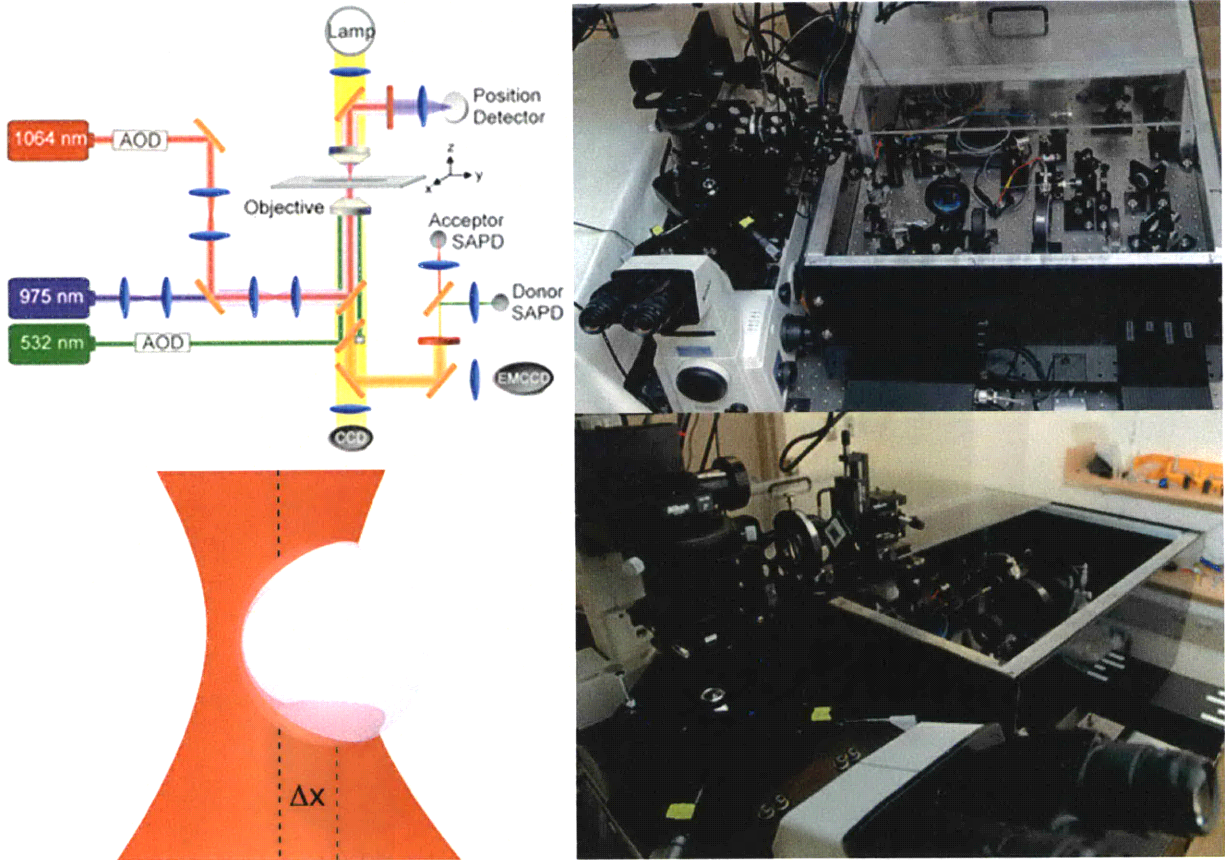 Lamp
Position
Detector
1064 nm
AOD
z
x
y
Objective
Acceptor
SAPD
975 nm
Donor
SAPD
532 nm
AOD
EMCCD
CCD
Δx